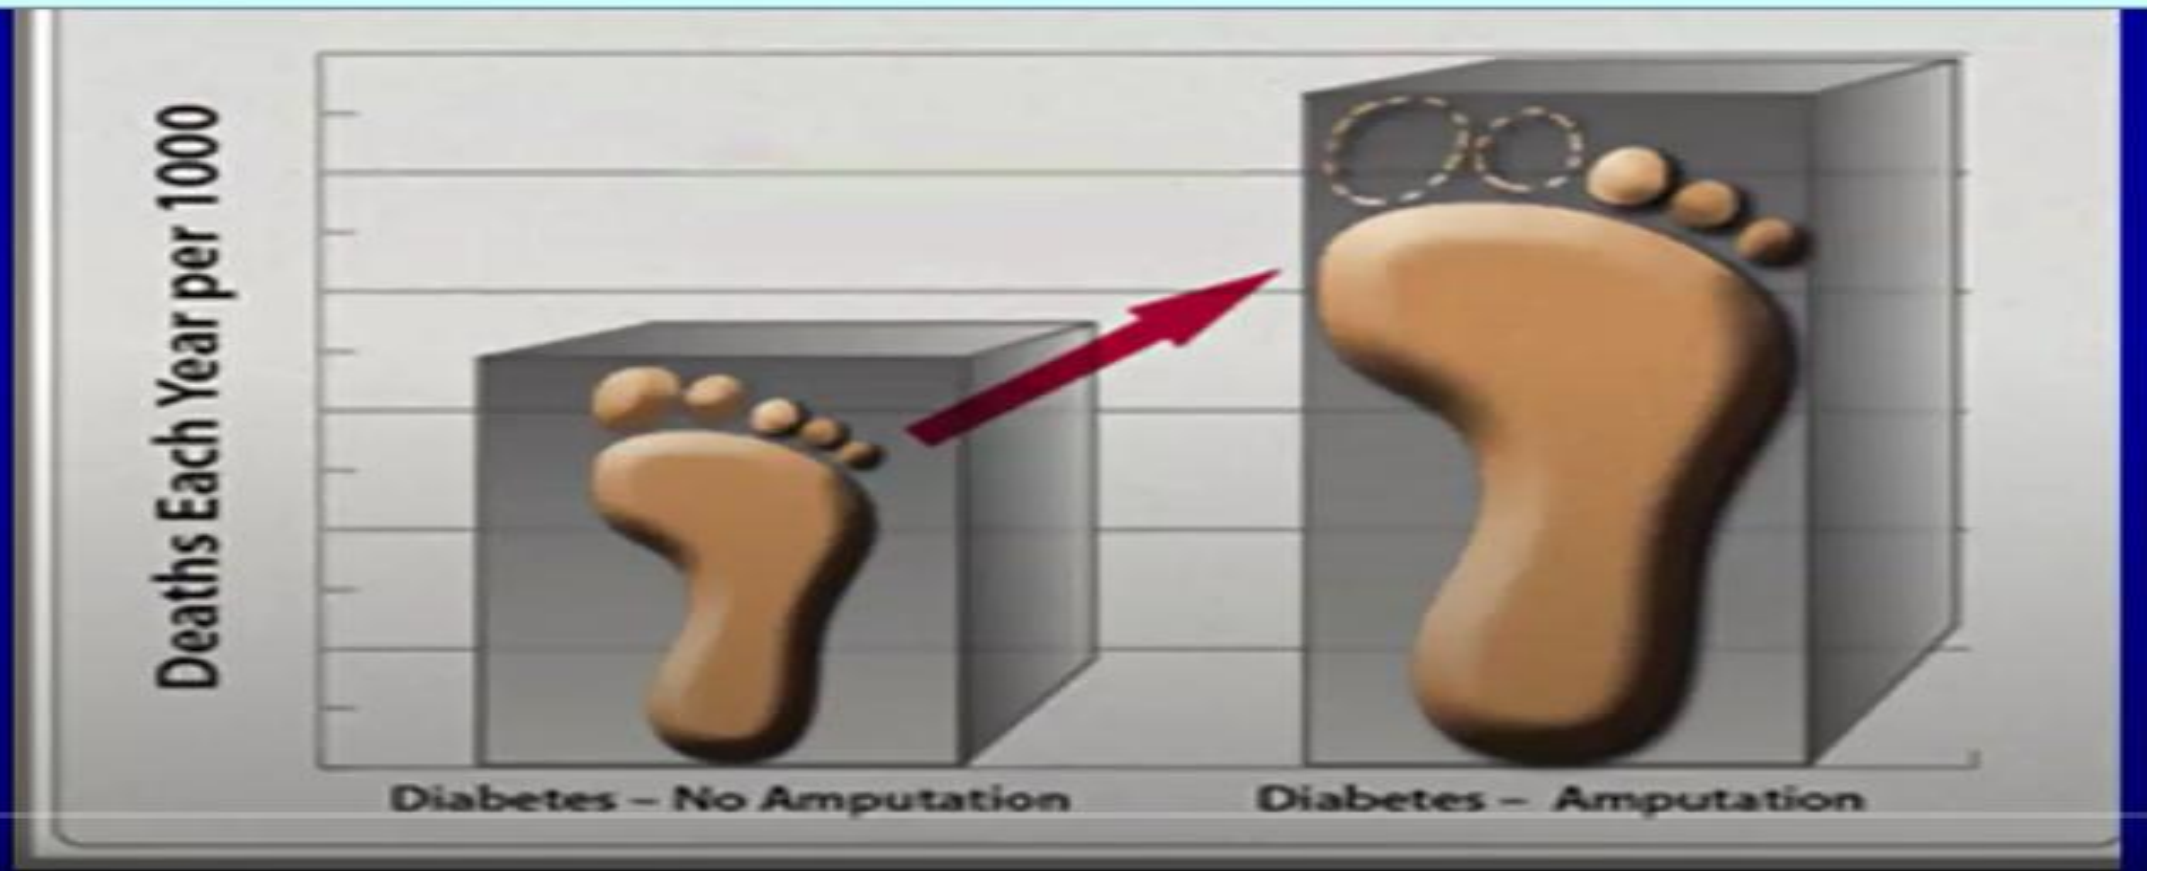 Deaths Each Year per 1000
Diabetes – No Amputation
Diabetes – Amputation